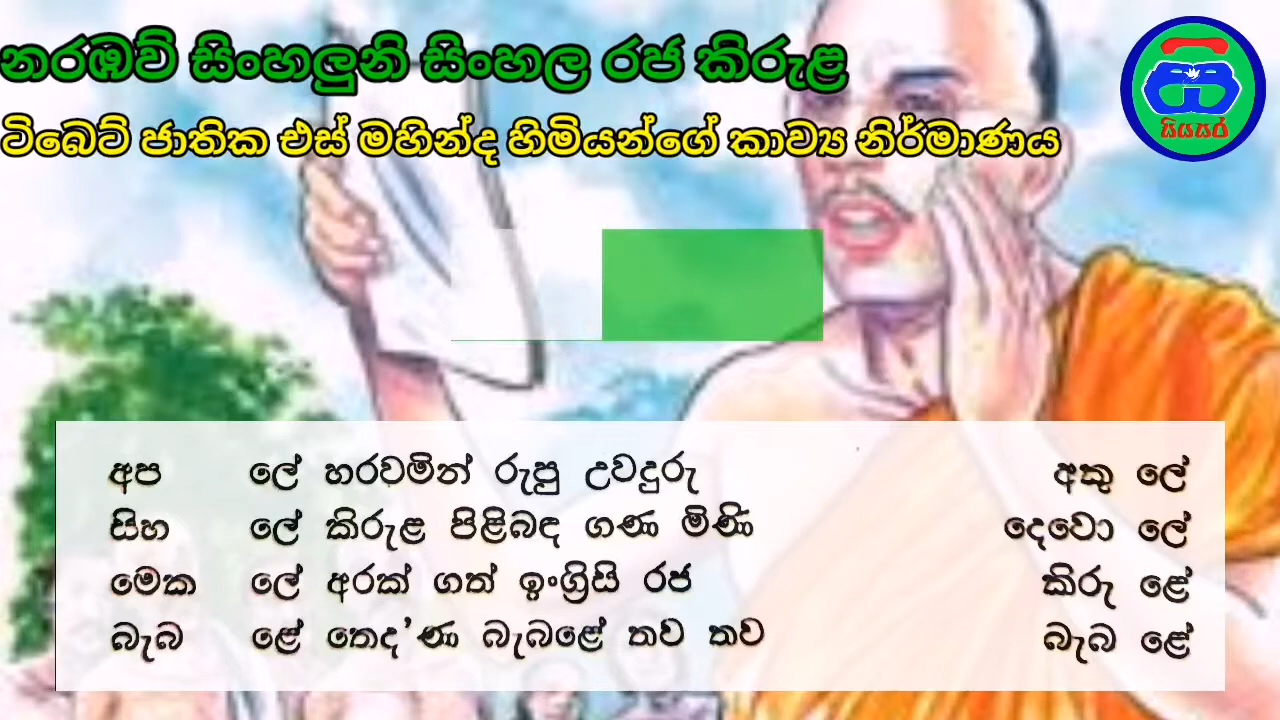 නරඹව් සිංහලුනි සිංහල රජ කිරුළ
ටිබෙට් ජාතික එස් මහින්ද හිමියන්ගේ කාව්‍ය නිර්මාණය
සියසර
අප ලේ හරවමින් රුපු උවදුරු අකු ලේ
සිහ ලේ කිරුළ පිළිබඳ ගණ මිණි දෙවො ලේ
මෙක ලේ අරක් ගත් ඉංග්‍රිසි රජ කිරු ළේ
බැබ ළේ තෙද'ණ බැබළේ තව තව බැබ ළේ